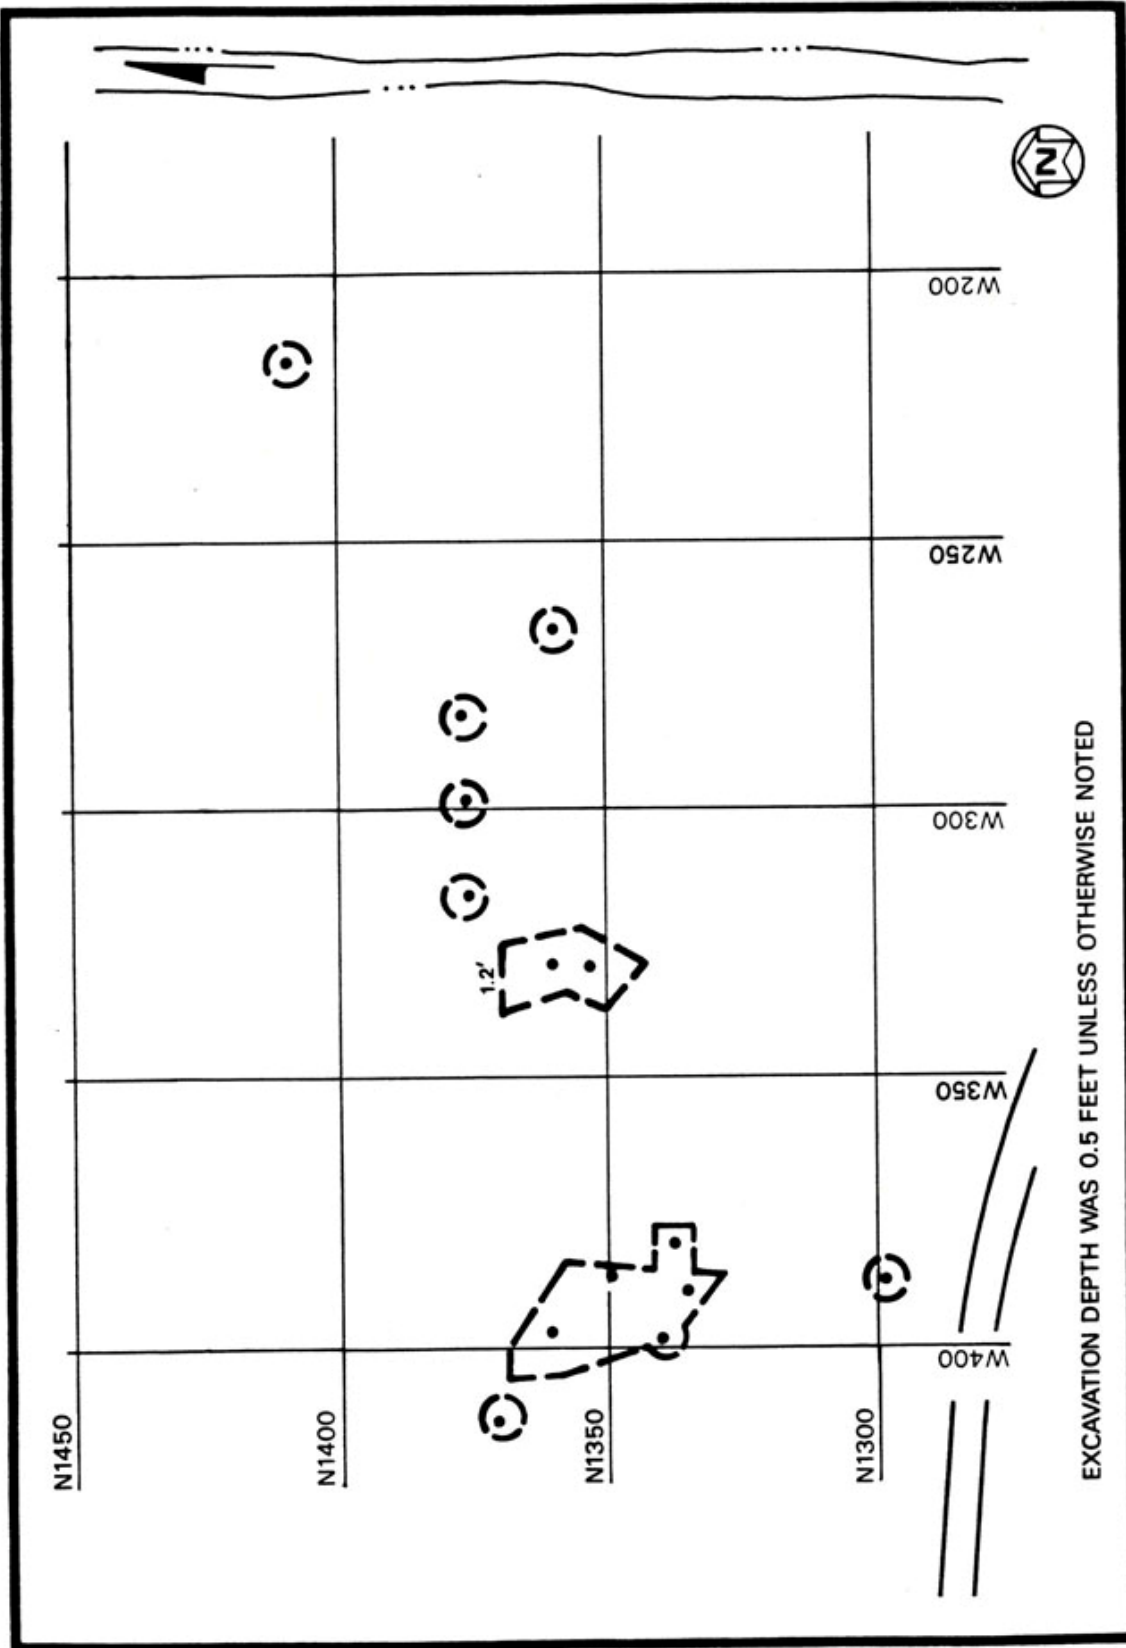 N1450
N1400
N1350
N1300
W400
W350
W300
W250
W200
1.2'
N
EXCAVATION DEPTH WAS 0.5 FEET UNLESS OTHERWISE NOTED